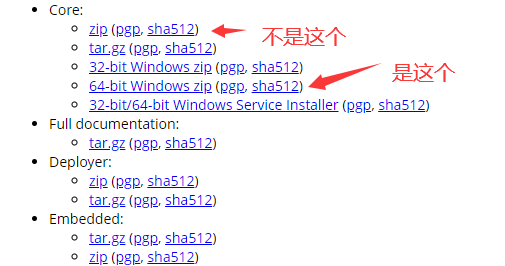 Core:
zip (pgp, sha512) 不是这个
tar.gz (pgp, sha512)
32-bit Windows zip (pgp, sha512) 是这个
64-bit Windows zip (pgp, sha512)
32-bit/64-bit Windows Service Installer (pgp, sha512)
Full documentation:
tar.gz (pgp, sha512)
Deployer:
zip (pgp, sha512)
tar.gz (pgp, sha512)
Embedded:
tar.gz (pgp, sha512)
zip (pgp, sha512)